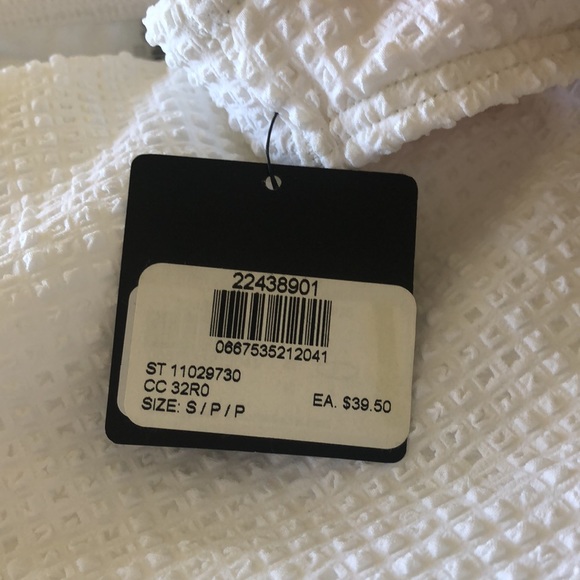 22438901
0667535212041
ST 11029730
CC 32R0
SIZE: S / P / P
EA. $39.50